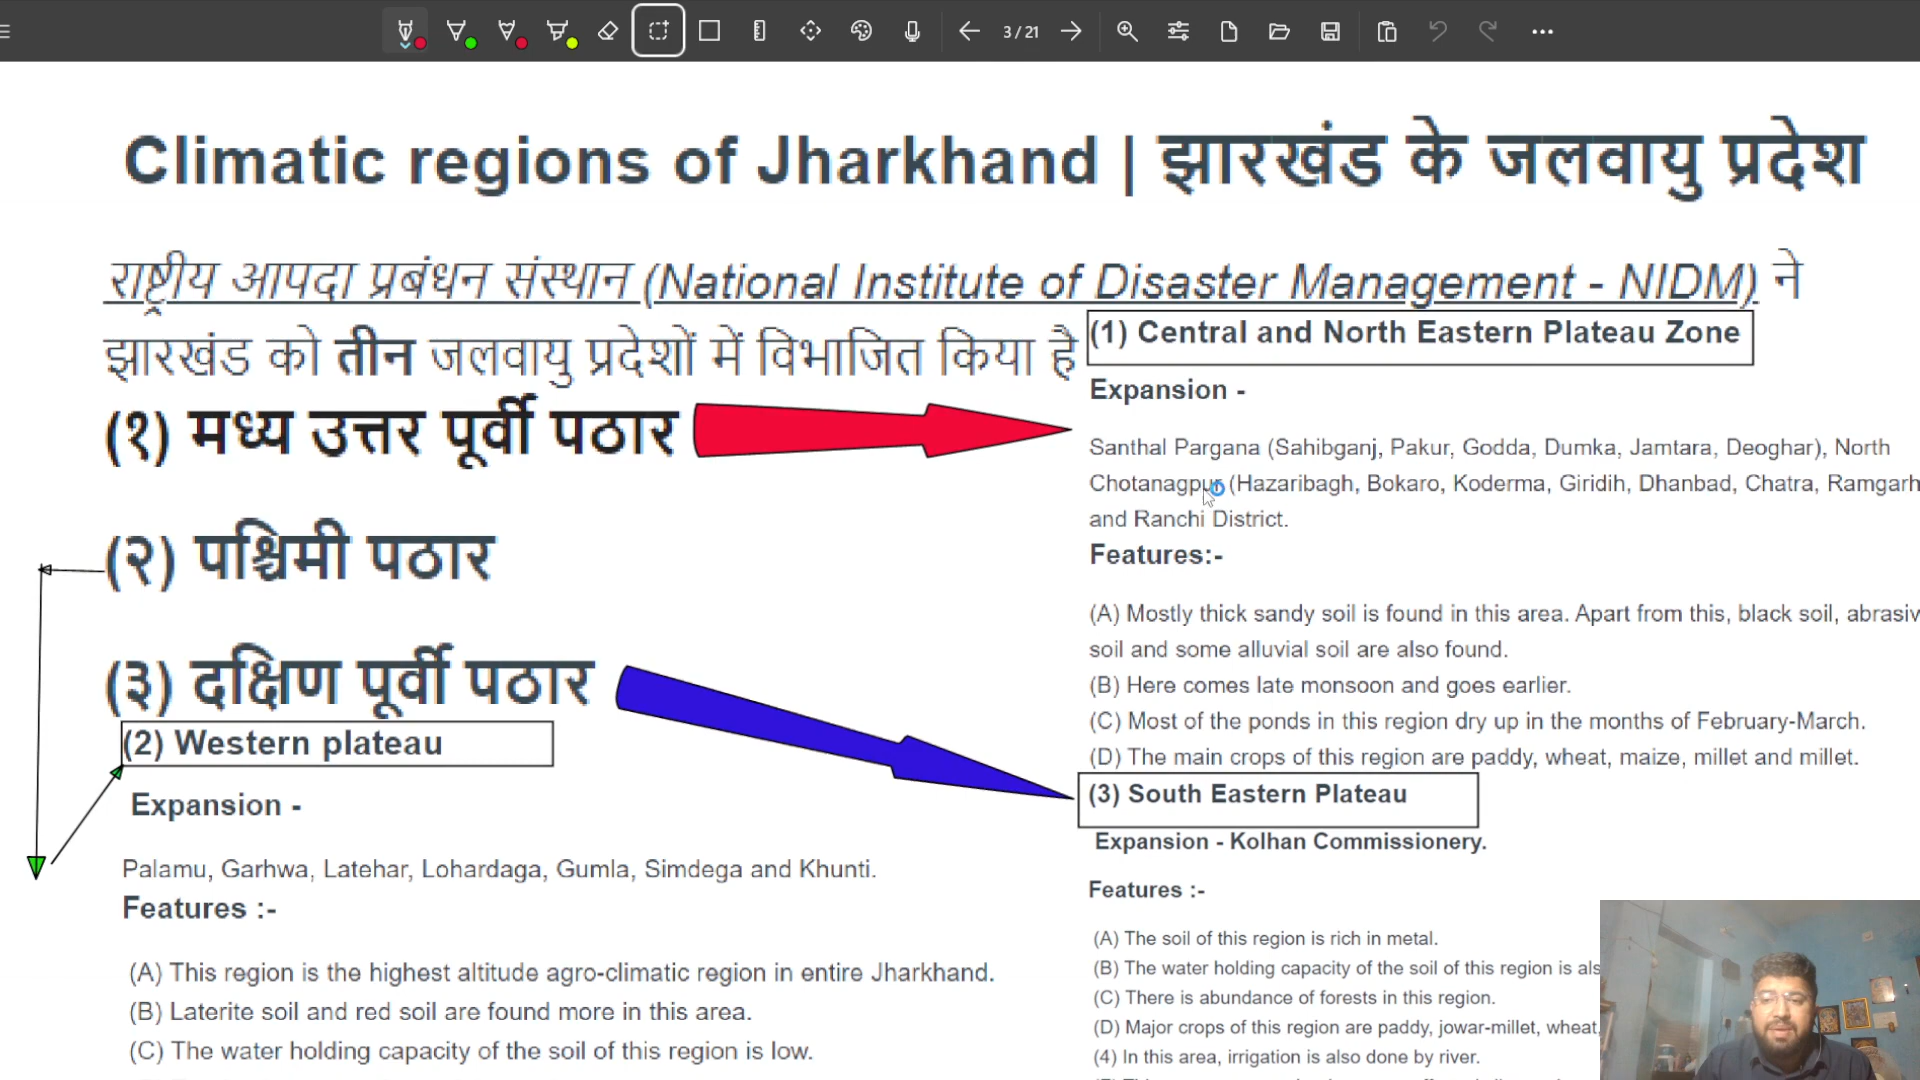 3 / 21
Climatic regions of Jharkhand | झारखंड के जलवायु प्रदेश
राष्ट्रीय आपदा प्रबंधन संस्थान (National Institute of Disaster Management - NIDM) ने
झारखंड को तीन जलवायु प्रदेशों में विभाजित किया है
(१) मध्य उत्तर पूर्वी पठार
(२) पश्चिमी पठार
(३) दक्षिण पूर्वी पठार
(2) Western plateau
Expansion -
Palamu, Garhwa, Latehar, Lohardaga, Gumla, Simdega and Khunti.
Features :-
(A) This region is the highest altitude agro-climatic region in entire Jharkhand.
(B) Laterite soil and red soil are found more in this area.
(C) The water holding capacity of the soil of this region is low.
(1) Central and North Eastern Plateau Zone
Expansion -
Santhal Pargana (Sahibganj, Pakur, Godda, Dumka, Jamtara, Deoghar), North
Chotanagpur (Hazaribagh, Bokaro, Koderma, Giridih, Dhanbad, Chatra, Ramgarh
and Ranchi District.
Features:-
(A) Mostly thick sandy soil is found in this area. Apart from this, black soil, abrasiv
soil and some alluvial soil are also found.
(B) Here comes late monsoon and goes earlier.
(C) Most of the ponds in this region dry up in the months of February-March.
(D) The main crops of this region are paddy, wheat, maize, millet and millet.
(3) South Eastern Plateau
Expansion - Kolhan Commissionery.
Features :-
(A) The soil of this region is rich in metal.
(B) The water holding capacity of the soil of this region is als
(C) There is abundance of forests in this region.
(D) Major crops of this region are paddy, jowar-millet, wheat,
(4) In this area, irrigation is also done by river.